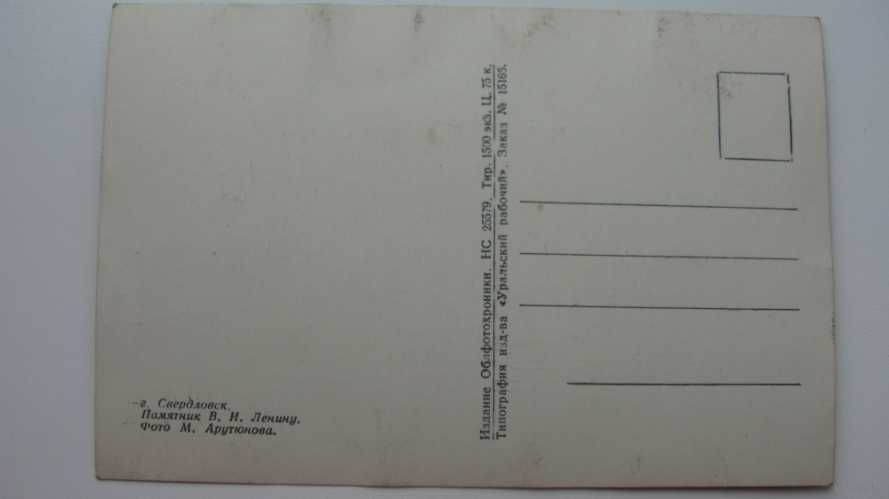 г. Свердловск.
Памятник В. И. Ленину.
Фото М. Арутюнова.
Издание Облфотохроники. НС 25579. Тир. 1500 экз. Ц. 75 к.
Типография изд-ва «Уральский рабочий». Заказ № 15165.